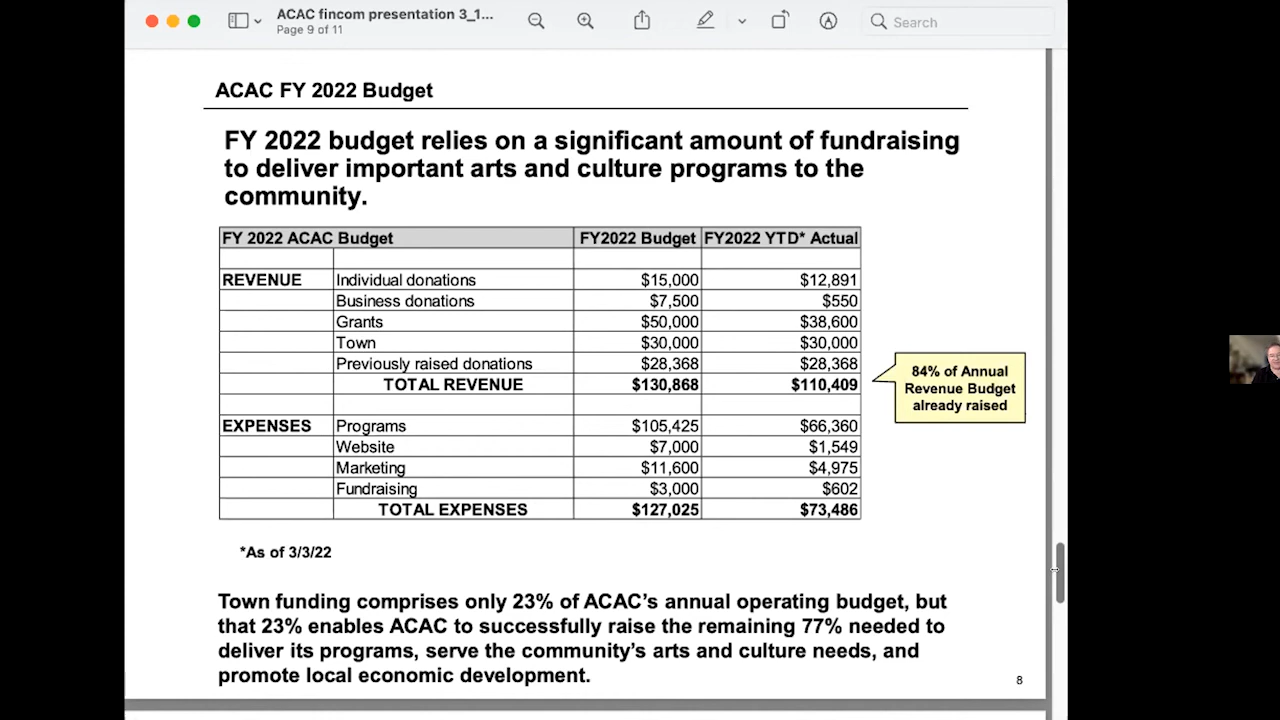 ACAC fincom presentation 3_1...
Page 9 of 11
Search
ACAC FY 2022 Budget
FY 2022 budget relies on a significant amount of fundraising
to deliver important arts and culture programs to the
community.
FY 2022 ACAC Budget FY2022 Budget FY2022 YTD* Actual
REVENUE Individual donations $15,000 $12,891
Business donations $7,500 $550
Grants $50,000 $38,600
Town $30,000 $30,000
Previously raised donations $28,368 $28,368
TOTAL REVENUE $130,868 $110,409
84% of Annual
Revenue Budget
already raised
EXPENSES Programs $105,425 $66,360
Website $7,000 $1,549
Marketing $11,600 $4,975
Fundraising $3,000 $602
TOTAL EXPENSES $127,025 $73,486
*As of 3/3/22
Town funding comprises only 23% of ACAC's annual operating budget, but
that 23% enables ACAC to successfully raise the remaining 77% needed to
deliver its programs, serve the community's arts and culture needs, and
promote local economic development.
8